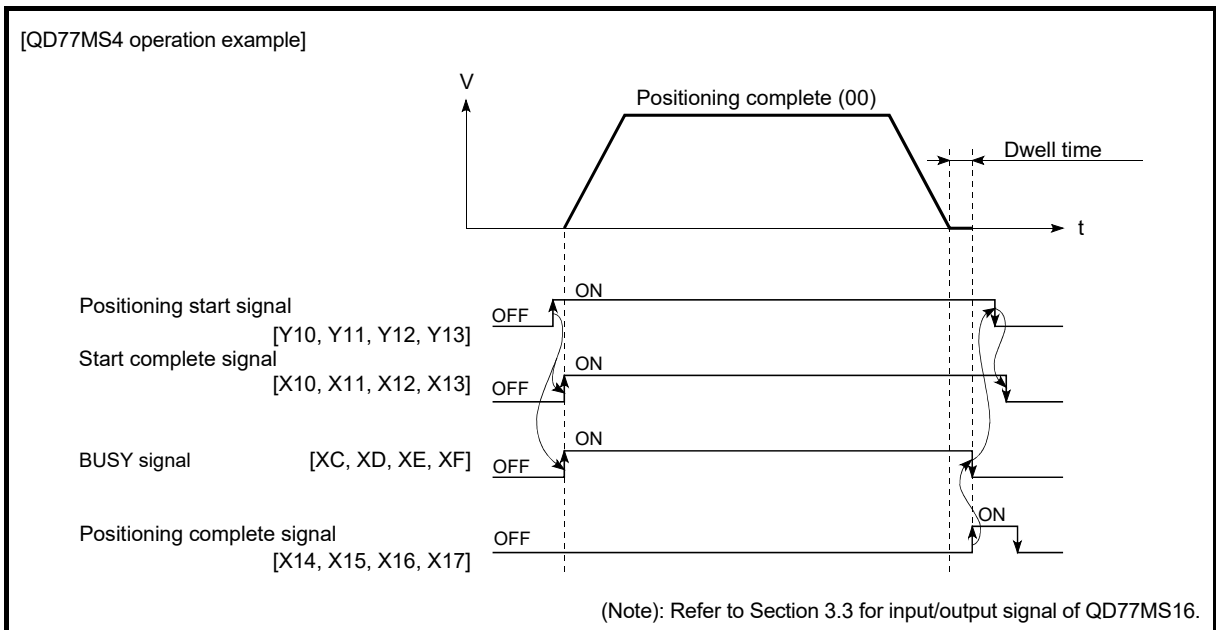 [QD77MS4 operation example]
V
Positioning complete (00)
Dwell time
t
Positioning start signal
[Y10, Y11, Y12, Y13]
OFF
ON
Start complete signal
[X10, X11, X12, X13]
OFF
ON
BUSY signal [XC, XD, XE, XF]
OFF
ON
Positioning complete signal
[X14, X15, X16, X17]
OFF
ON
(Note): Refer to Section 3.3 for input/output signal of QD77MS16.